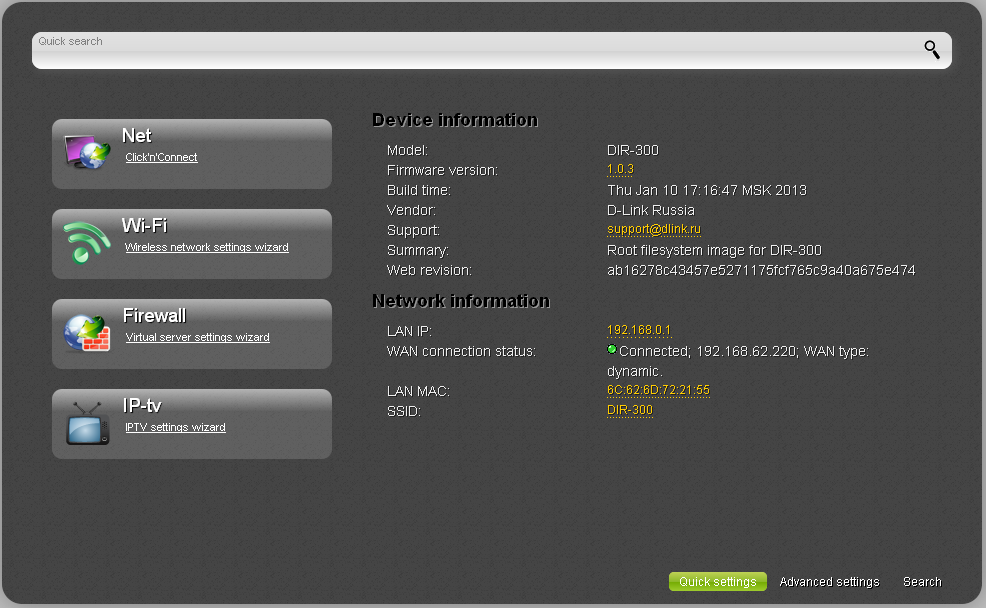 Quick search
Net
Click'n'Connect
Wi-Fi
Wireless network settings wizard
Firewall
Virtual server settings wizard
IP-tv
IPTV settings wizard
Device information
Model: DIR-300
Firmware version: 1.0.3
Build time: Thu Jan 10 17:16:47 MSK 2013
Vendor: D-Link Russia
Support: support@dlink.ru
Summary: Root filesystem image for DIR-300
Web revision: ab16278c43457e5271175fcf765c9a40a675e474
Network information
LAN IP: 192.168.0.1
WAN connection status: Connected; 192.168.62.220; WAN type:
dynamic.
LAN MAC: 6C:62:6D:72:21:55
SSID: DIR-300
Quick settings Advanced settings Search